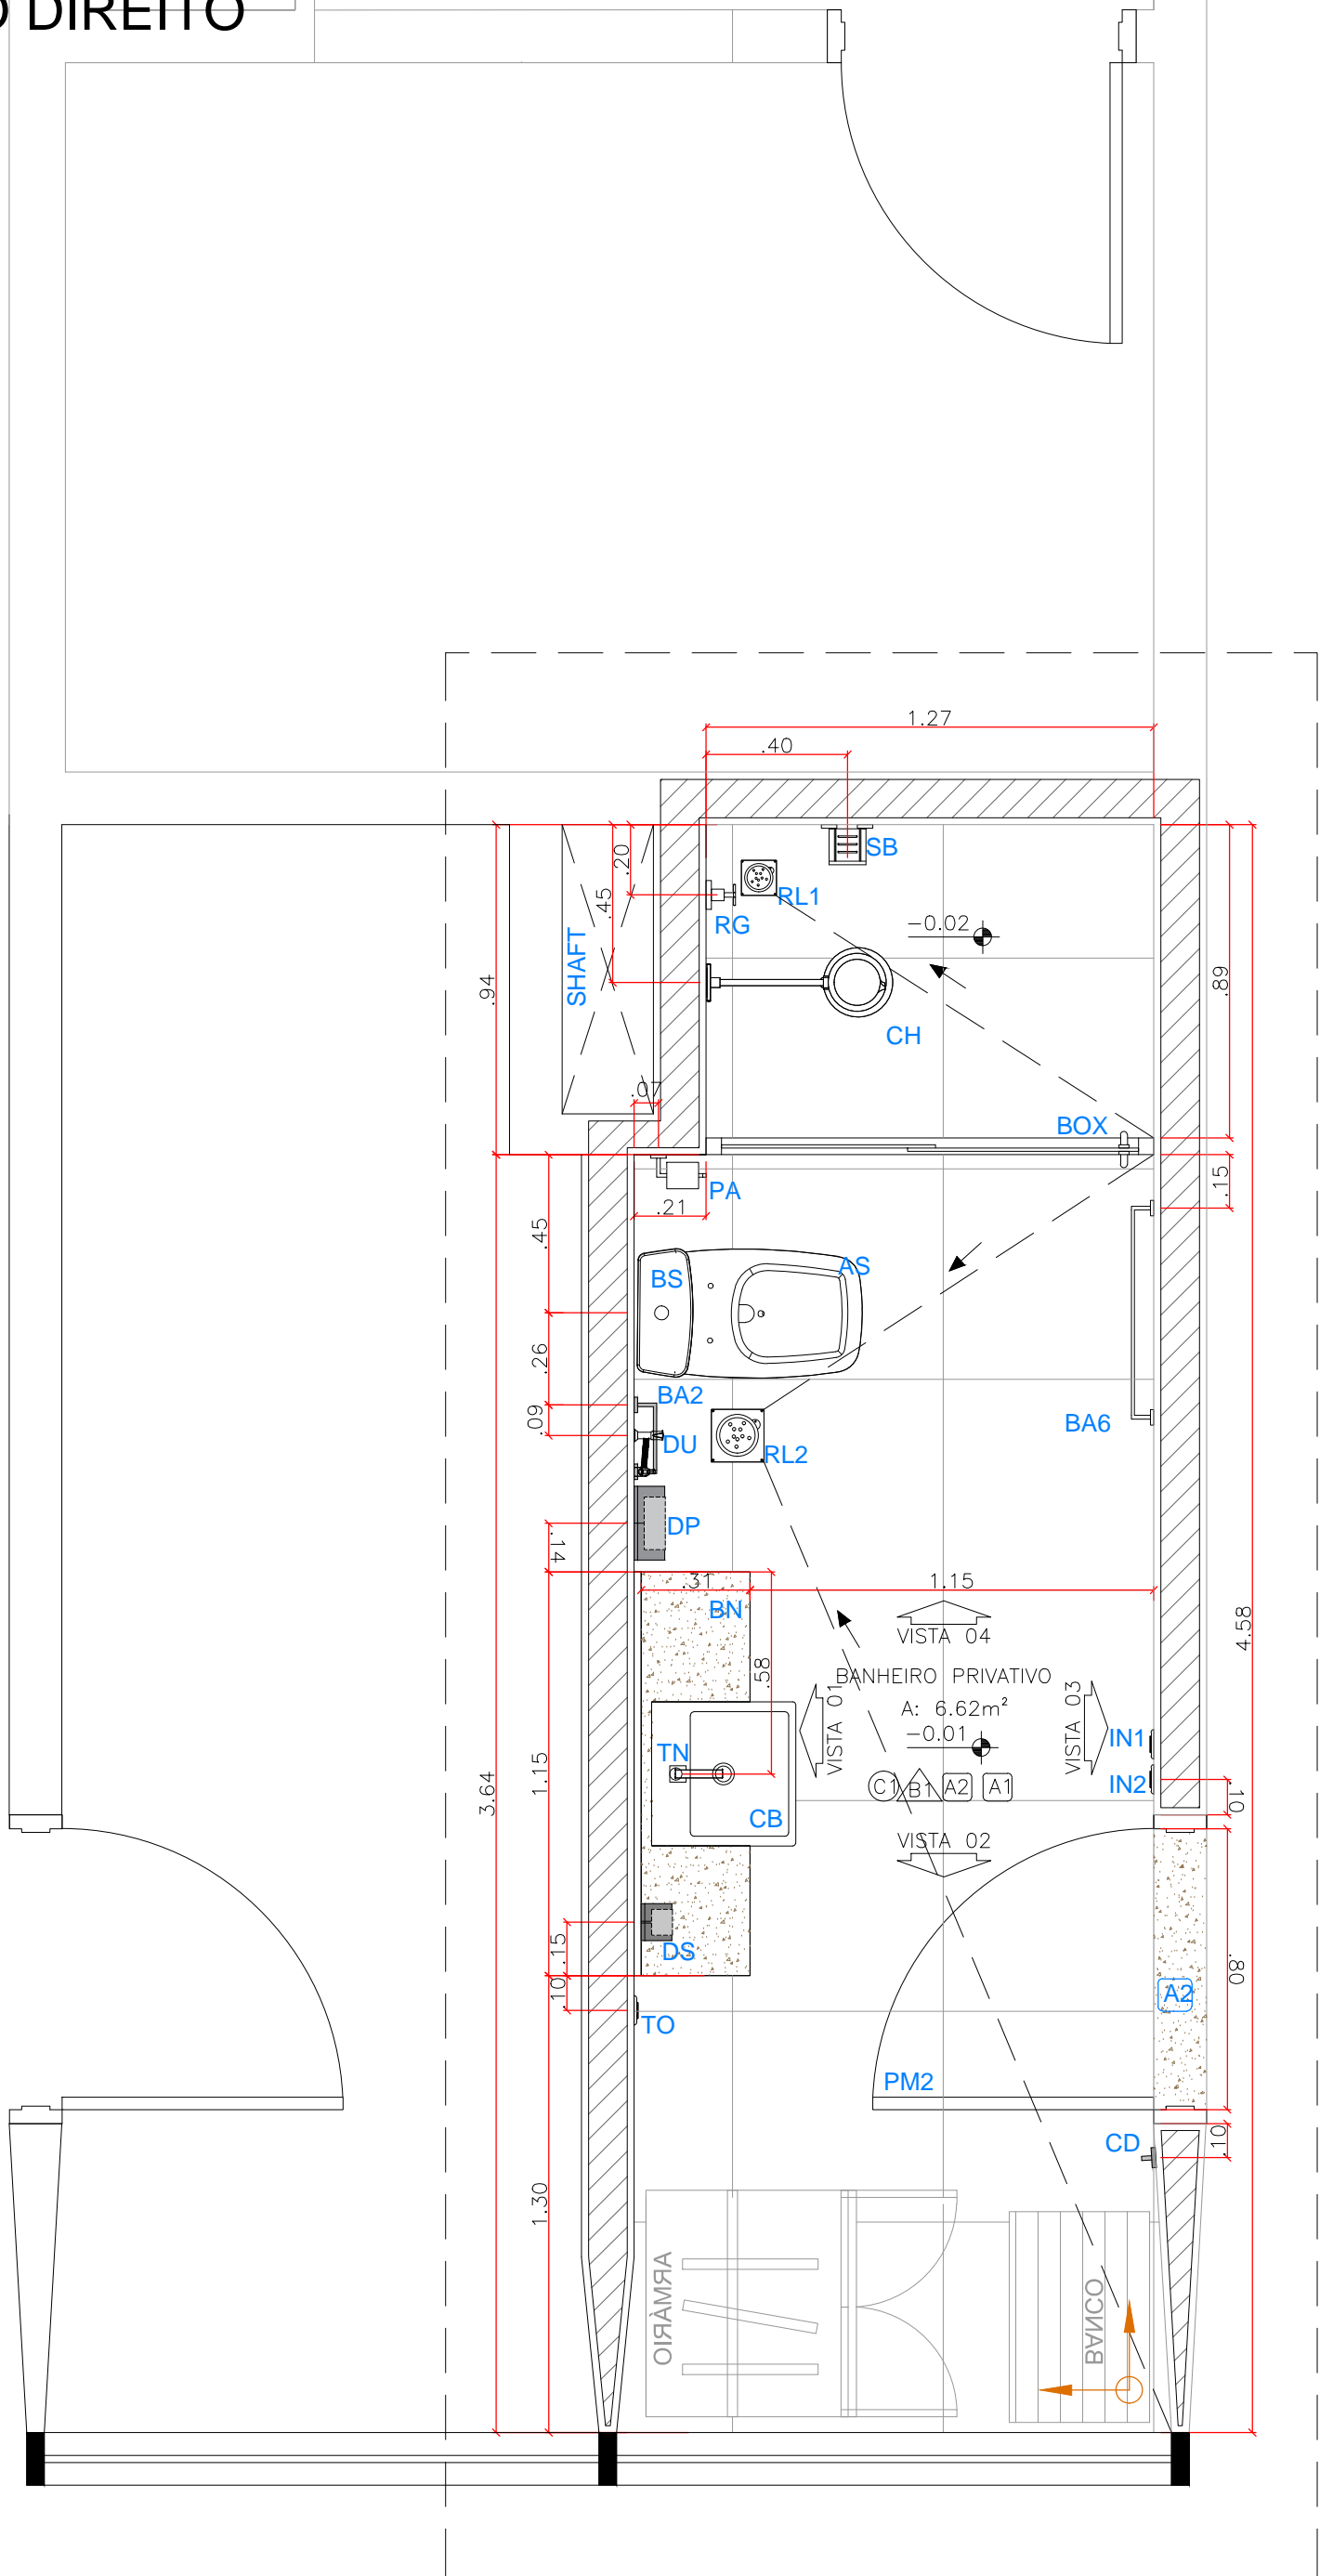 O DIREITO
1.27
.40
SB
.20
RL1
.45
RG
-0.02
SHAFT
.94
.89
CH
.07
BOX
PA
.15
.21
.45
AS
BS
.26
BA2
.09
BA6
DU
RL2
DP
.14
.31
1.15
BN
4.58
VISTA 04
.58
BANHEIRO PRIVATIVO
A: 6.62m²
VISTA 01
VISTA 03
-0.01
IN1
TN
1.15
3.64
C1
B1
A2
A1
IN2
.10
CB
VISTA 02
DS
.15
.80
.10
A2
TO
PM2
CD
.10
1.30
ARMÀRIO
BANCO